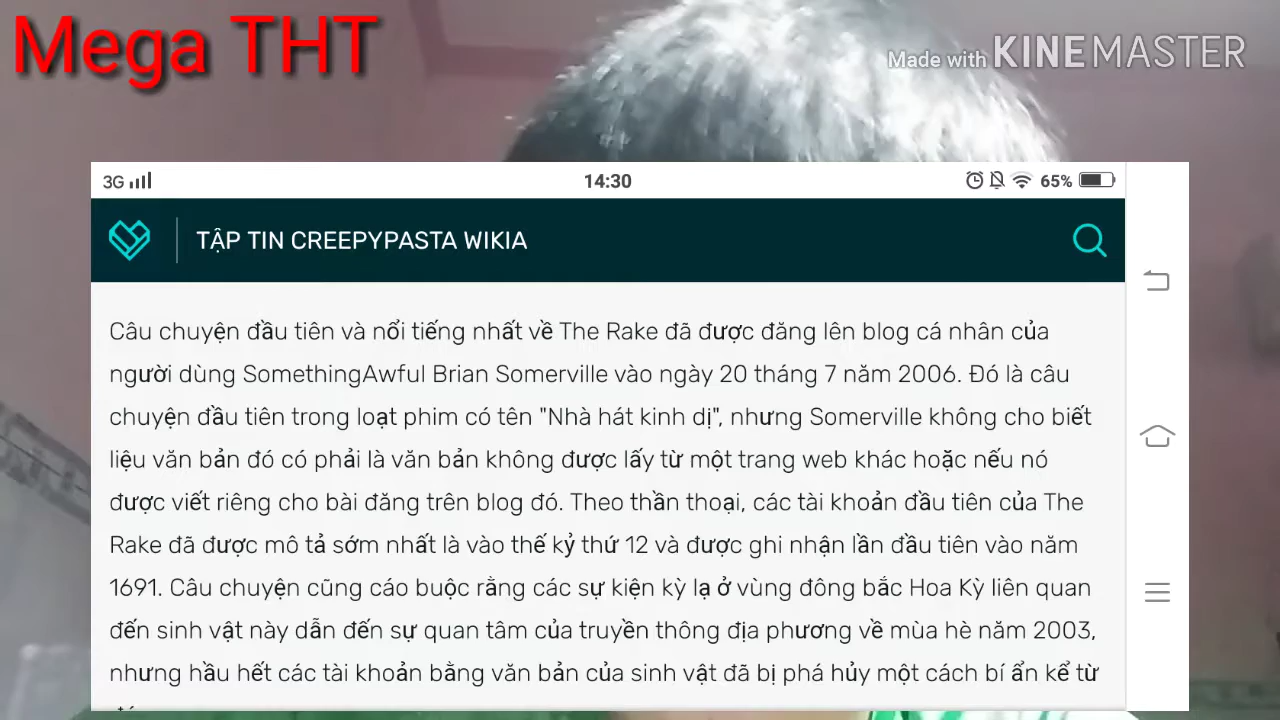 Mega THT
Made with KINEMASTER
3G 14:30 65%
TẬP TIN CREEPYPASTA WIKIA
Câu chuyện đầu tiên và nổi tiếng nhất về The Rake đã được đăng lên blog cá nhân của
người dùng SomethingAwful Brian Somerville vào ngày 20 tháng 7 năm 2006. Đó là câu
chuyện đầu tiên trong loạt phim có tên "Nhà hát kinh dị", nhưng Somerville không cho biết
liệu văn bản đó có phải là văn bản không được lấy từ một trang web khác hoặc nếu nó
được viết riêng cho bài đăng trên blog đó. Theo thần thoại, các tài khoản đầu tiên của The
Rake đã được mô tả sớm nhất là vào thế kỷ thứ 12 và được ghi nhận lần đầu tiên vào năm
1691. Câu chuyện cũng cáo buộc rằng các sự kiện kỳ lạ ở vùng đông bắc Hoa Kỳ liên quan
đến sinh vật này dẫn đến sự quan tâm của truyền thông địa phương về mùa hè năm 2003,
nhưng hầu hết các tài khoản bằng văn bản của sinh vật đã bị phá hủy một cách bí ẩn kể từ